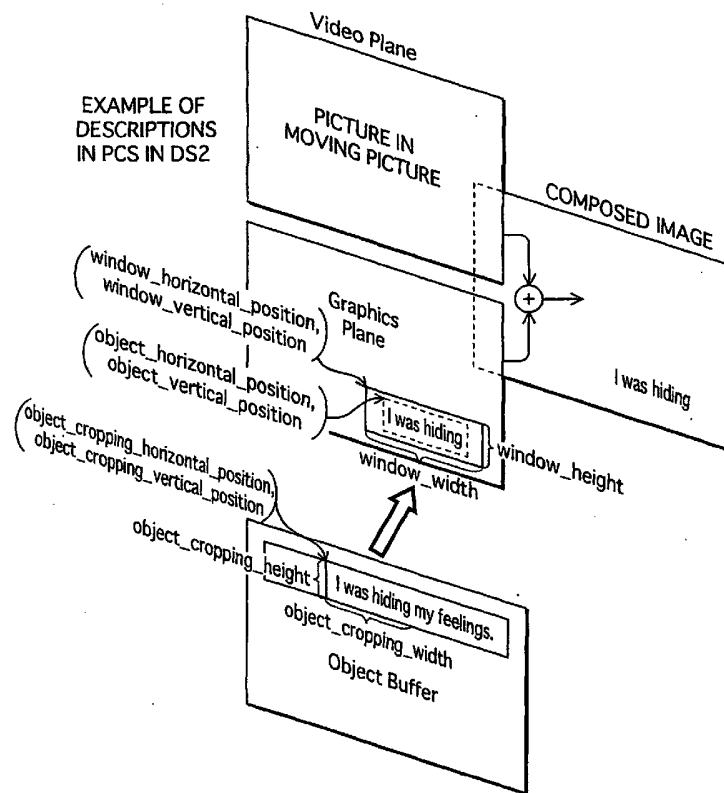 Video Plane
EXAMPLE OF
DESCRIPTIONS
IN PCS IN DS2
PICTURE IN
MOVING PICTURE
COMPOSED IMAGE
(window_horizontal_position,
window_vertical_position)
Graphics
Plane
(object_horizontal_position,
object_vertical_position)
+
I was hiding
I was hiding
window_height
window_width
(object_cropping_horizontal_position,
object_cropping_vertical_position)
object_cropping_height
I was hiding my feelings.
object_cropping_width
Object Buffer